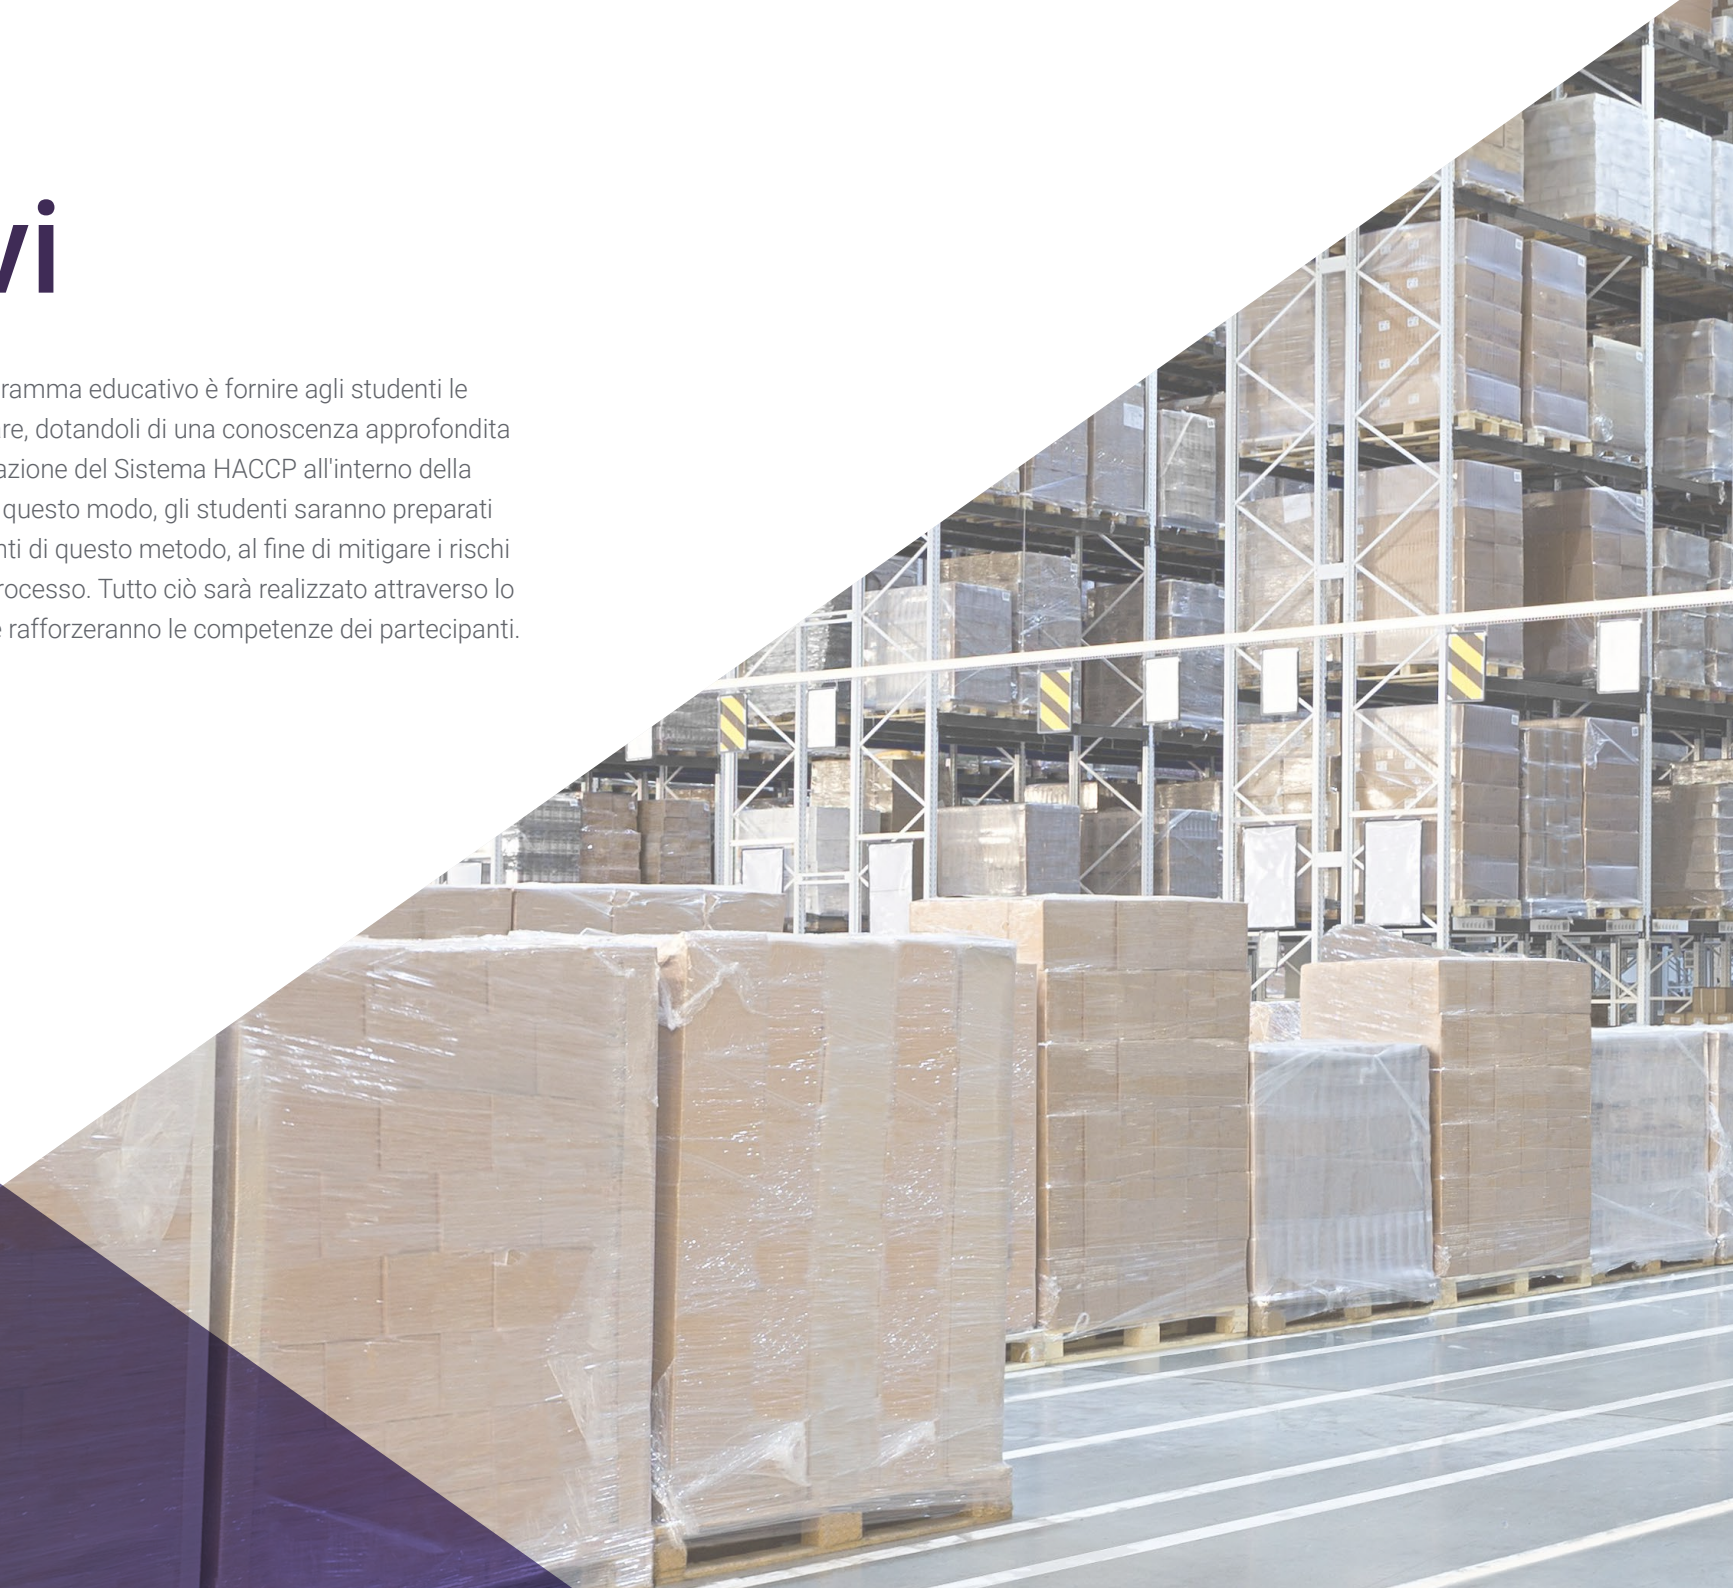 vi
ramma educativo è fornire agli studenti le
are, dotandoli di una conoscenza approfondita
azione del Sistema HACCP all'interno della
questo modo, gli studenti saranno preparati
nti di questo metodo, al fine di mitigare i rischi
rocesso. Tutto ciò sarà realizzato attraverso lo
e rafforzeranno le competenze dei partecipanti.